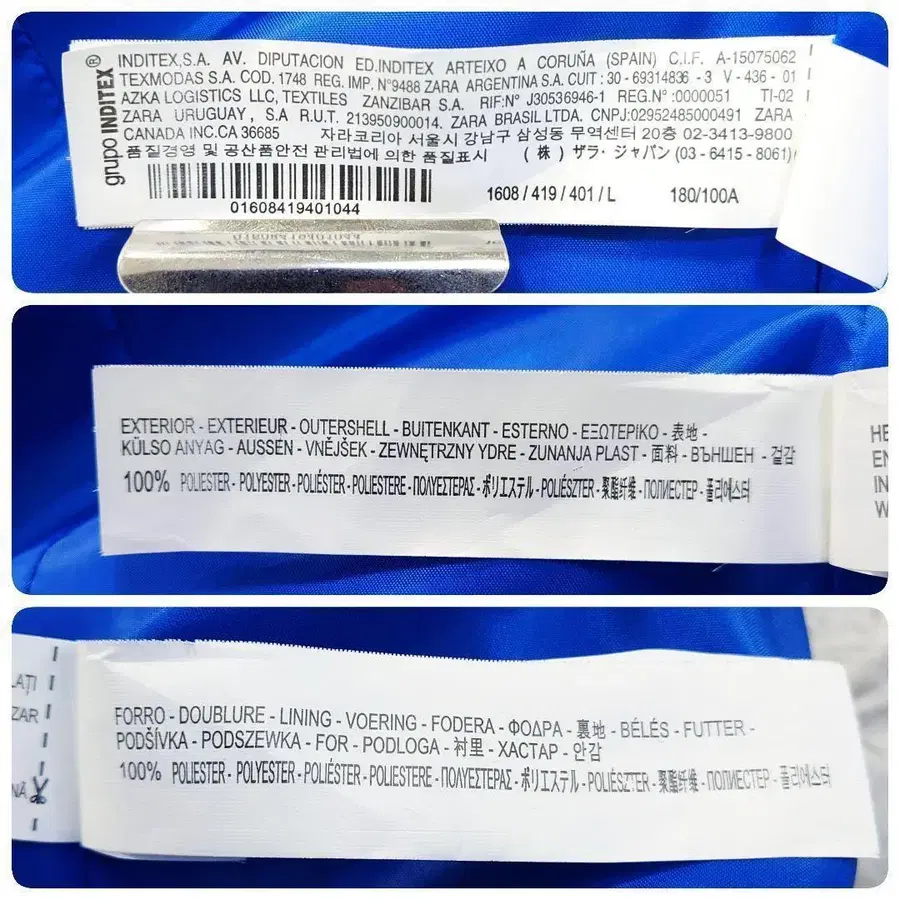 grupo INDITEX®
INDITEX,S.A. AV. DIPUTACION ED.INDITEX ARTEIXO A CORUÑA (SPAIN) C.I.F. A-15075062
TEXMODAS S.A. COD. 1748 REG. IMP. Nº9488 ZARA ARGENTINA S.A. CUIT : 30 - 69314836 - 3 V - 436 - 01
AZKA LOGISTICS LLC, TEXTILES ZANZIBAR S.A. RIF:Nº J30536946-1 REG.Nº :0000051 TI-02
ZARA URUGUAY, S.A R.U.T. 213950900014. ZARA BRASIL LTDA. CNPJ:02952485000491 ZARA
CANADA INC.CA 36685 자라코리아 서울시 강남구 삼성동 무역센터 20층 02-3413-9800
품질경영 및 공산품안전 관리법에 의한 품질표시 (株) ザラ・ジャパン (03 - 6415 - 8061)
01608419401044
1608 / 419 / 401 / L 180/100A
EXTERIOR - EXTERIEUR - OUTERSHELL - BUITENKANT - ESTERNO - ΕΞΩΤΕΡΙΚΟ - 表地 -
KÜLSO ANYAG - AUSSEN - VNĚJŠEK - ZEWNĘTRZNY YDRE - ZUNANJA PLAST - 面料 - ВЪНШЕН - 겉감
100% POLIESTER - POLYESTER - POLIÉSTER - POLIESTERE - ΠΟΛΥΕΣΤΕΡΑΣ - ポリエステル - POLIÉSZTER - 聚酯纤维 - ПОЛИЕСТЕР - 폴리에스터
HE
EN
IN
W
LAȚI
ZAR
NĂ
FORRO - DOUBLURE - LINING - VOERING - FODERA - ΦΟΔΡΑ - 裏地 - BÉLÉS - FUTTER -
PODŠÍVKA - PODSZEWKA - FOR - PODLOGA - 衬里 - ХАСТАР - 안감
100% POLIESTER - POLYESTER - POLIÉSTER - POLIESTERE - ΠΟΛΥΕΣΤΕΡΑΣ - ポリエステル - POLIÉSZTER - 聚酯纤维 - ПОЛИЕСТЕР - 폴리에스터